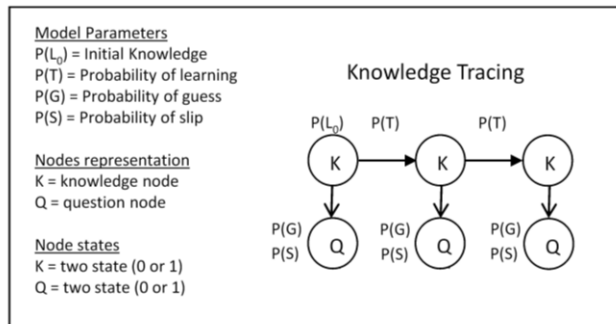 Model Parameters
P(L₀) = Initial Knowledge
P(T) = Probability of learning
P(G) = Probability of guess
P(S) = Probability of slip
Nodes representation
K = knowledge node
Q = question node
Node states
K = two state (0 or 1)
Q = two state (0 or 1)
Knowledge Tracing
P(L₀) P(T) P(T)
K K K
P(G) P(G) P(G)
P(S) Q P(S) Q P(S) Q